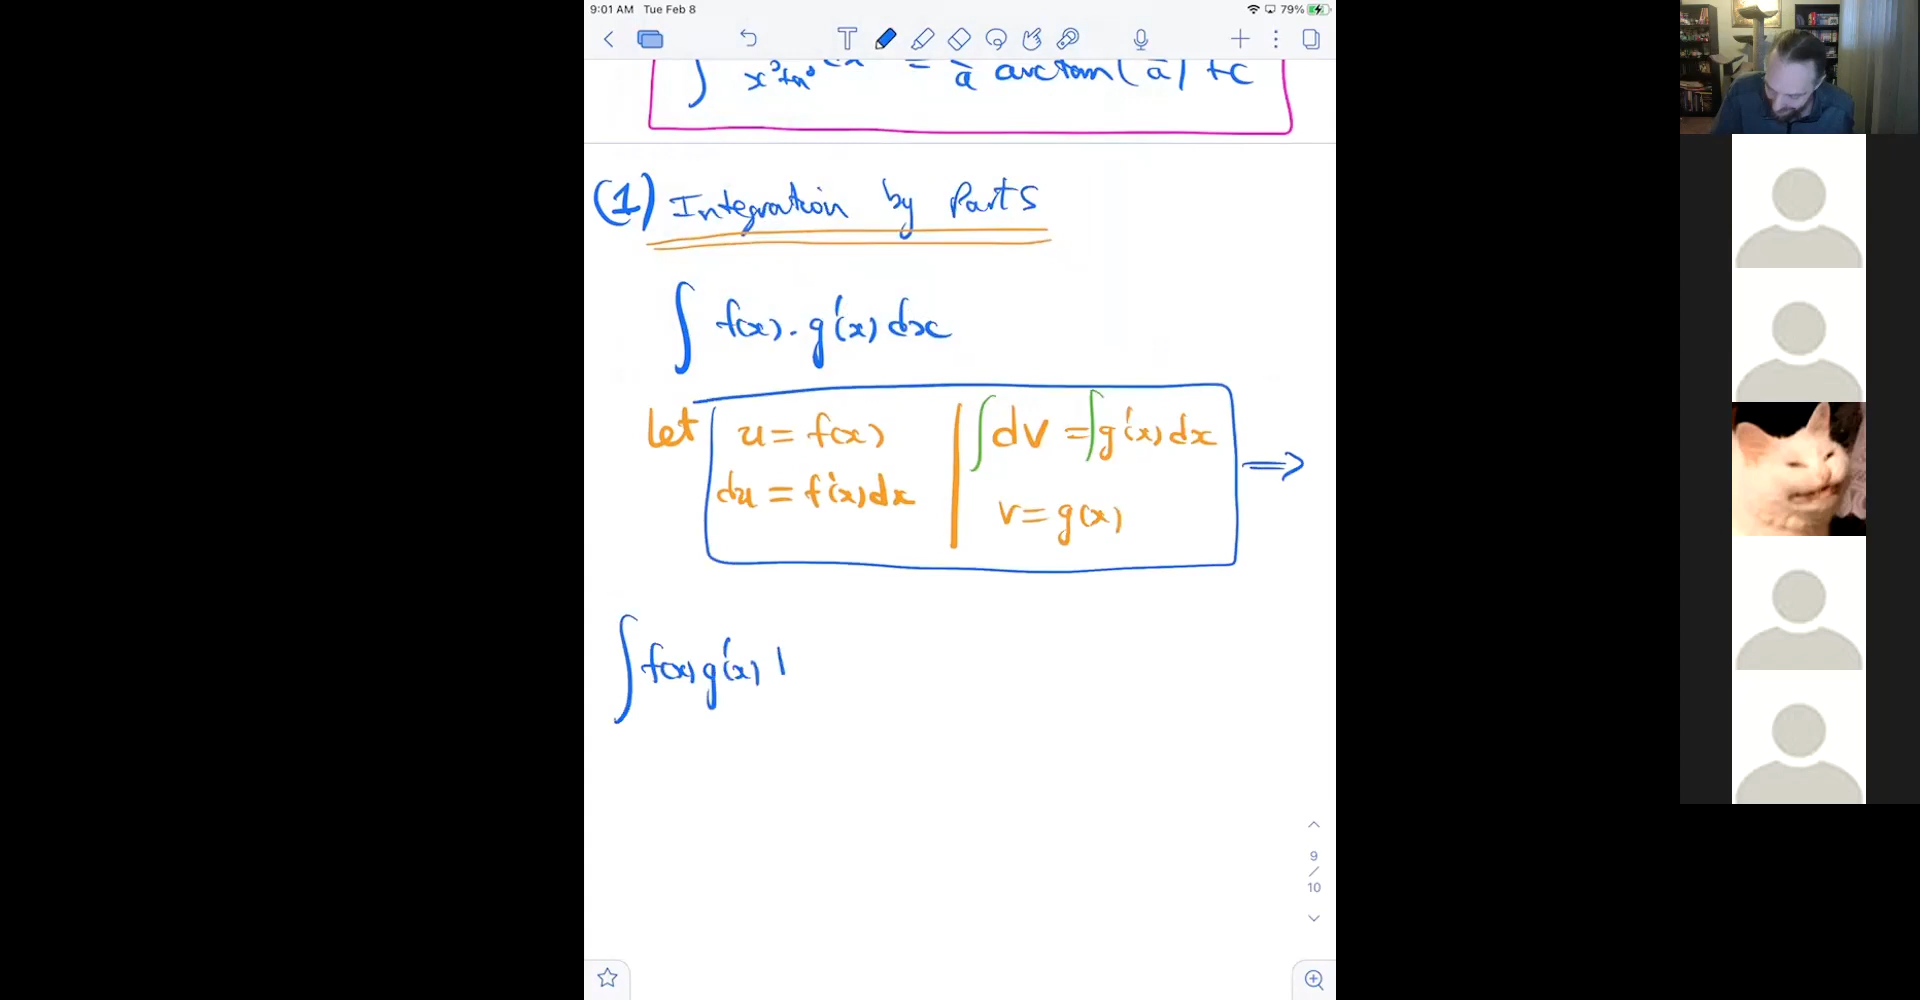 9:01 AM Tue Feb 8
79%
= 1/a arctan( /a) + C
(1) Integration by Parts
∫ f(x) · g'(x) dx
Let u = f(x) | ∫ dv = ∫ g'(x) dx ⇒
du = f'(x) dx | v = g(x)
∫ f(x) g'(x)
9
/
10